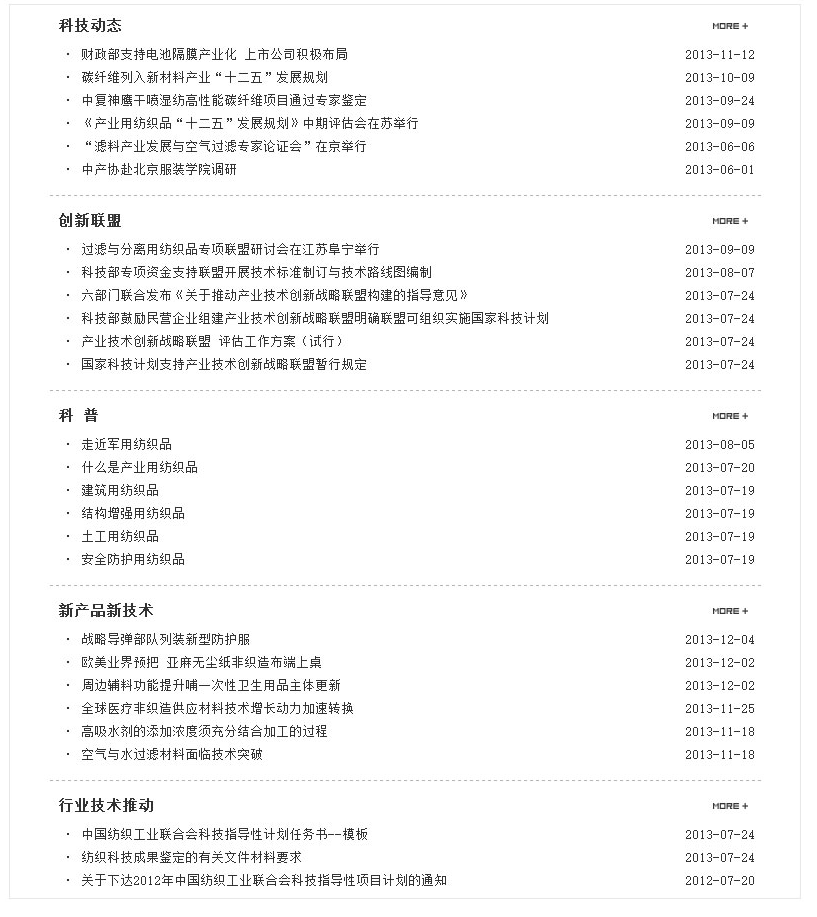 科技动态 MORE+
· 财政部支持电池隔膜产业化 上市公司积极布局 2013-11-12
· 碳纤维列入新材料产业“十二五”发展规划 2013-10-09
· 中复神鹰干喷湿纺高性能碳纤维项目通过专家鉴定 2013-09-24
· 《产业用纺织品“十二五”发展规划》中期评估会在苏举行 2013-09-09
· “滤料产业发展与空气过滤专家论证会”在京举行 2013-06-06
· 中产协赴北京服装学院调研 2013-06-01
创新联盟 MORE+
· 过滤与分离用纺织品专项联盟研讨会在江苏阜宁举行 2013-09-09
· 科技部专项资金支持联盟开展技术标准制订与技术路线图编制 2013-08-07
· 六部门联合发布《关于推动产业技术创新战略联盟构建的指导意见》 2013-07-24
· 科技部鼓励民营企业组建产业技术创新战略联盟明确联盟可组织实施国家科技计划 2013-07-24
· 产业技术创新战略联盟 评估工作方案（试行） 2013-07-24
· 国家科技计划支持产业技术创新战略联盟暂行规定 2013-07-24
科 普 MORE+
· 走近军用纺织品 2013-08-05
· 什么是产业用纺织品 2013-07-20
· 建筑用纺织品 2013-07-19
· 结构增强用纺织品 2013-07-19
· 土工用纺织品 2013-07-19
· 安全防护用纺织品 2013-07-19
新产品新技术 MORE+
· 战略导弹部队列装新型防护服 2013-12-04
· 欧美业界预把 亚麻无尘纸非织造布端上桌 2013-12-02
· 周边辅料功能提升哺一次性卫生用品主体更新 2013-12-02
· 全球医疗非织造供应材料技术增长动力加速转换 2013-11-25
· 高吸水剂的添加浓度须充分结合加工的过程 2013-11-18
· 空气与水过滤材料面临技术突破 2013-11-18
行业技术推动 MORE+
· 中国纺织工业联合会科技指导性计划任务书--模板 2013-07-24
· 纺织科技成果鉴定的有关文件材料要求 2013-07-24
· 关于下达2012年中国纺织工业联合会科技指导性项目计划的通知 2012-07-20